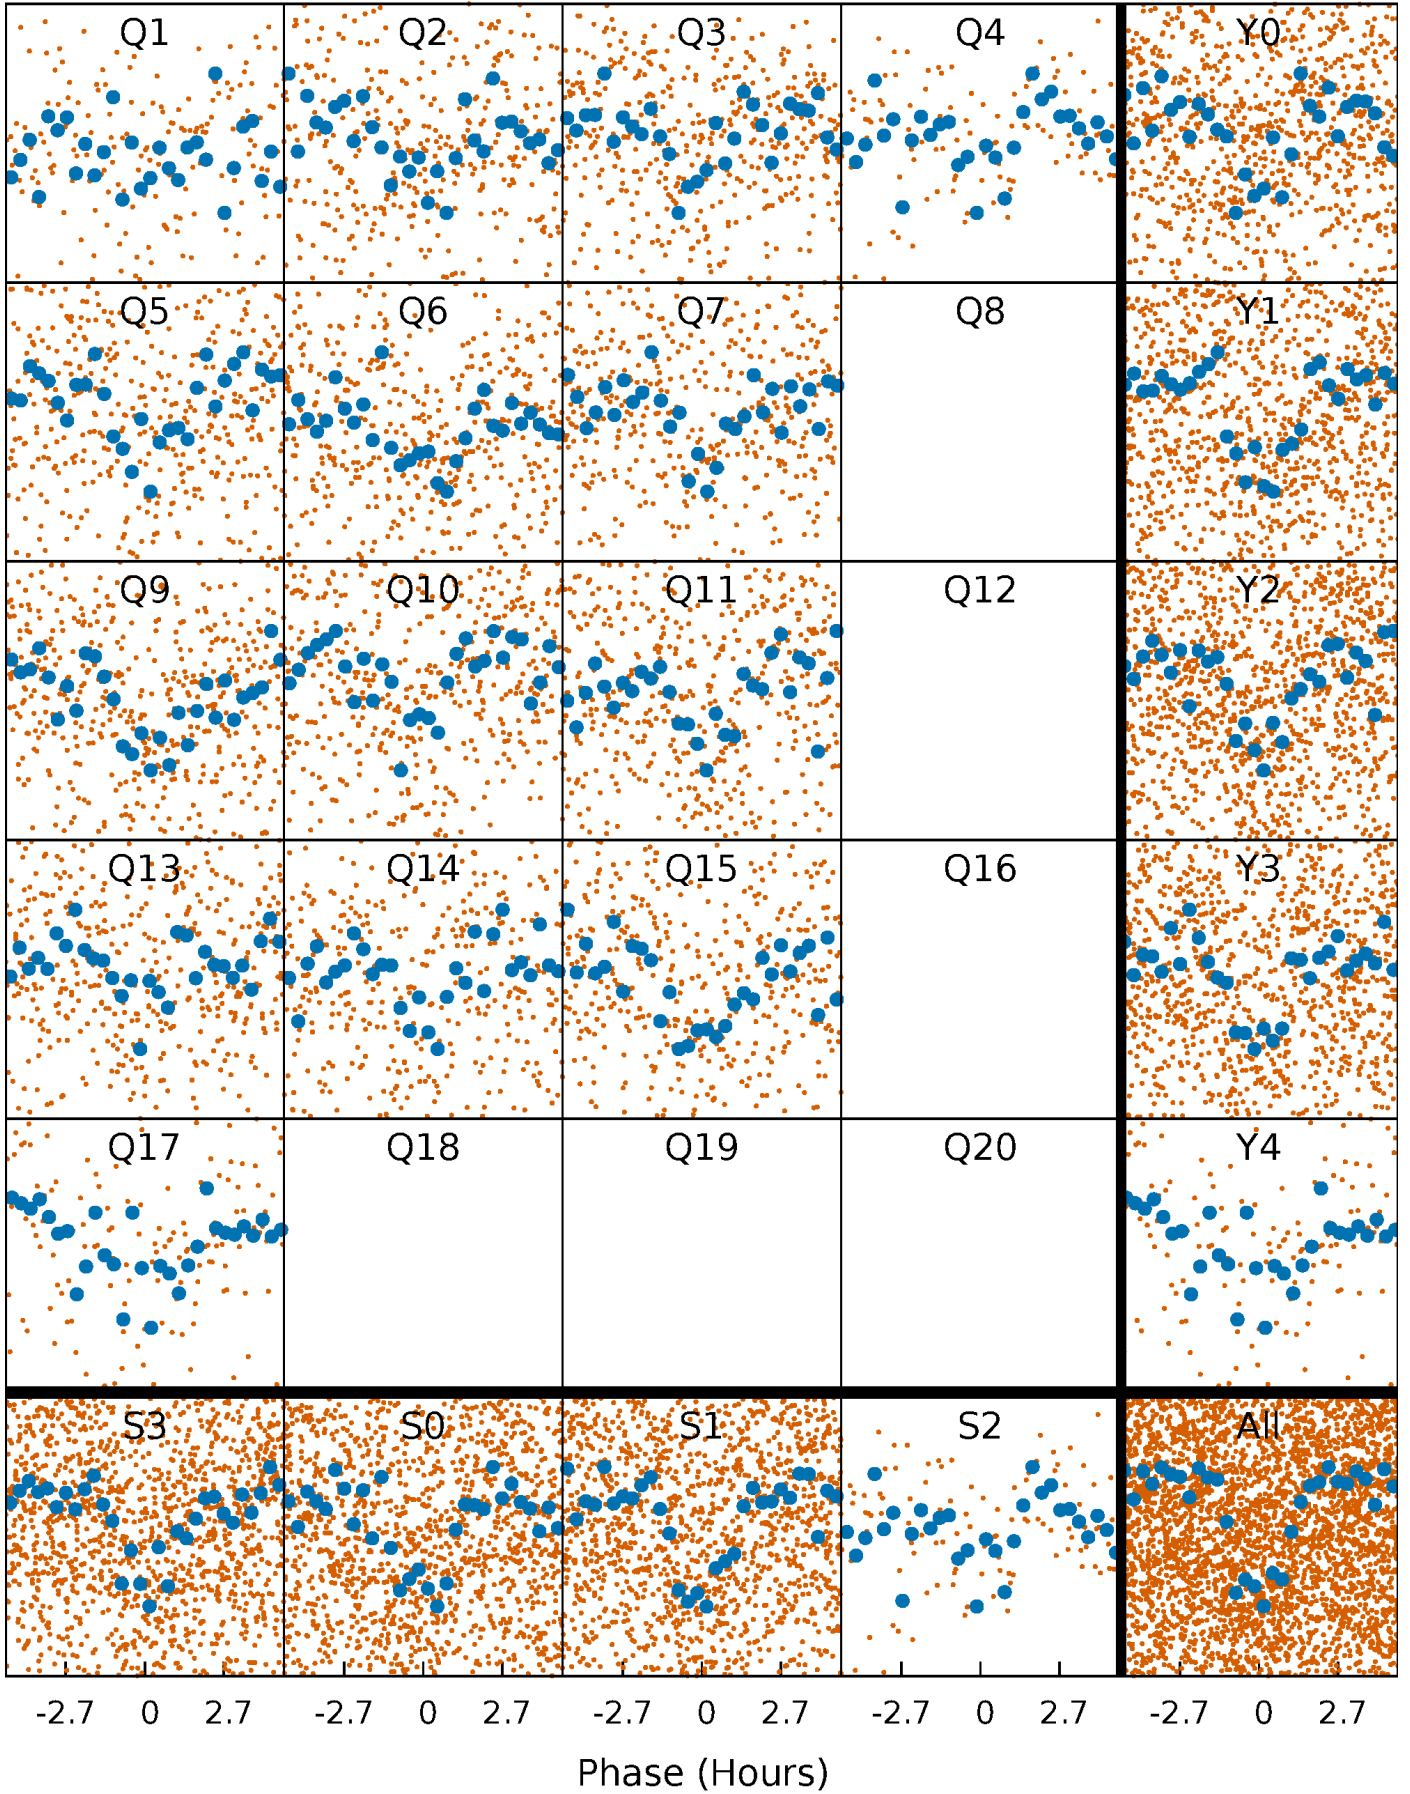 Q1 Q2 Q3 Q4 Y0
Q5 Q6 Q7 Q8 Y1
Q9 Q10 Q11 Q12 Y2
Q13 Q14 Q15 Q16 Y3
Q17 Q18 Q19 Q20 Y4
S3 S0 S1 S2 All
-2.7 0 2.7 -2.7 0 2.7 -2.7 0 2.7 -2.7 0 2.7 -2.7 0 2.7
Phase (Hours)